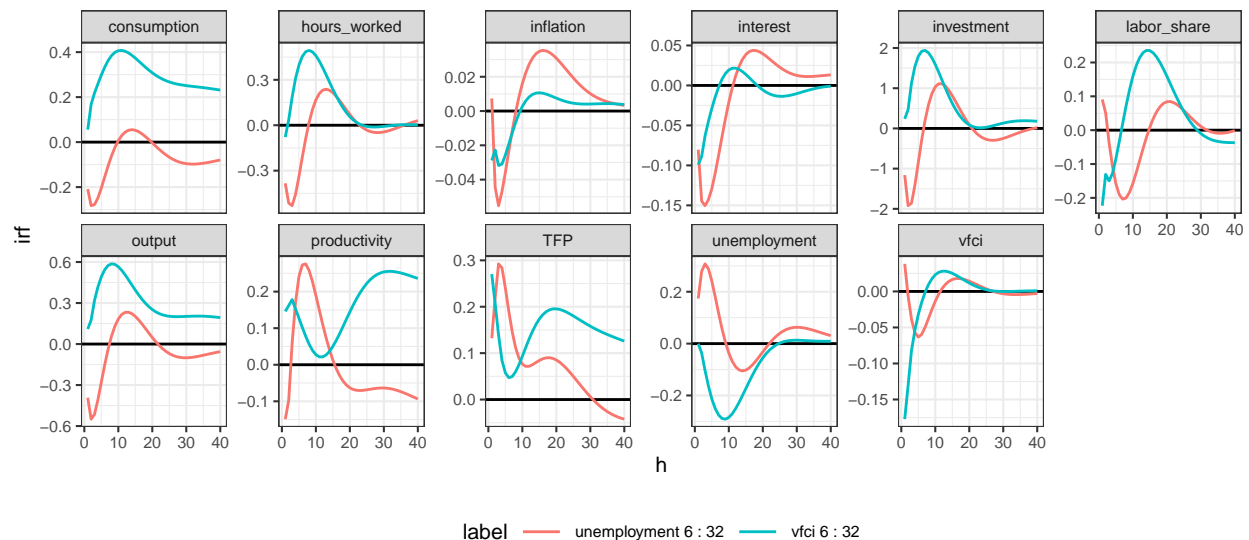 consumption hours_worked inflation interest investment labor_share
0.4 0.2 0.0 −0.2
0.3 0.0 −0.3
0.02 0.00 −0.02 −0.04
0.05 0.00 −0.05 −0.10 −0.15
2 1 0 −1 −2
0.2 0.1 0.0 −0.1 −0.2
0 10 20 30 40
irf
output productivity TFP unemployment vfci
0.6 0.3 0.0 −0.3 −0.6
0.2 0.1 0.0 −0.1
0.3 0.2 0.1 0.0
0.2 0.0 −0.2
0.00 −0.05 −0.10 −0.15
0 10 20 30 40 0 10 20 30 40 0 10 20 30 40 0 10 20 30 40 0 10 20 30 40
h
label unemployment 6 : 32 vfci 6 : 32